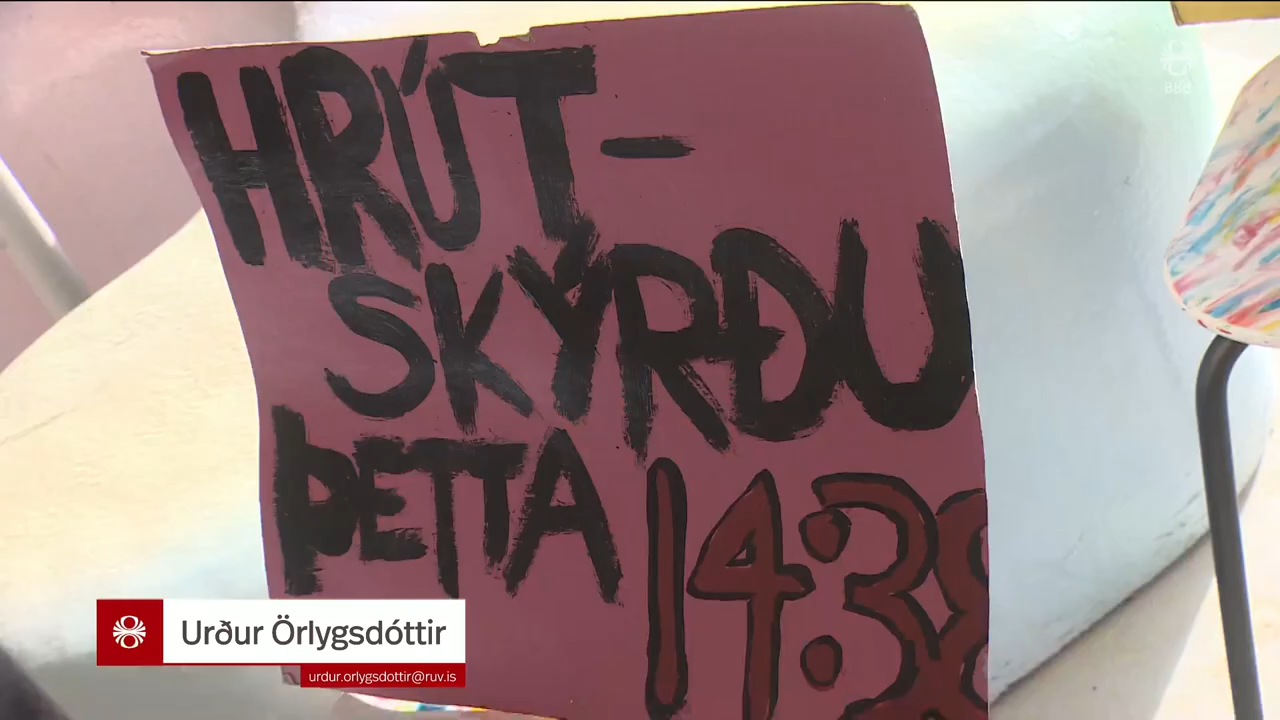 HRÚT-
SKÝRÐU
ÞETTA 14:38
Urður Örlygsdóttir
urdur.orlygsdottir@ruv.is